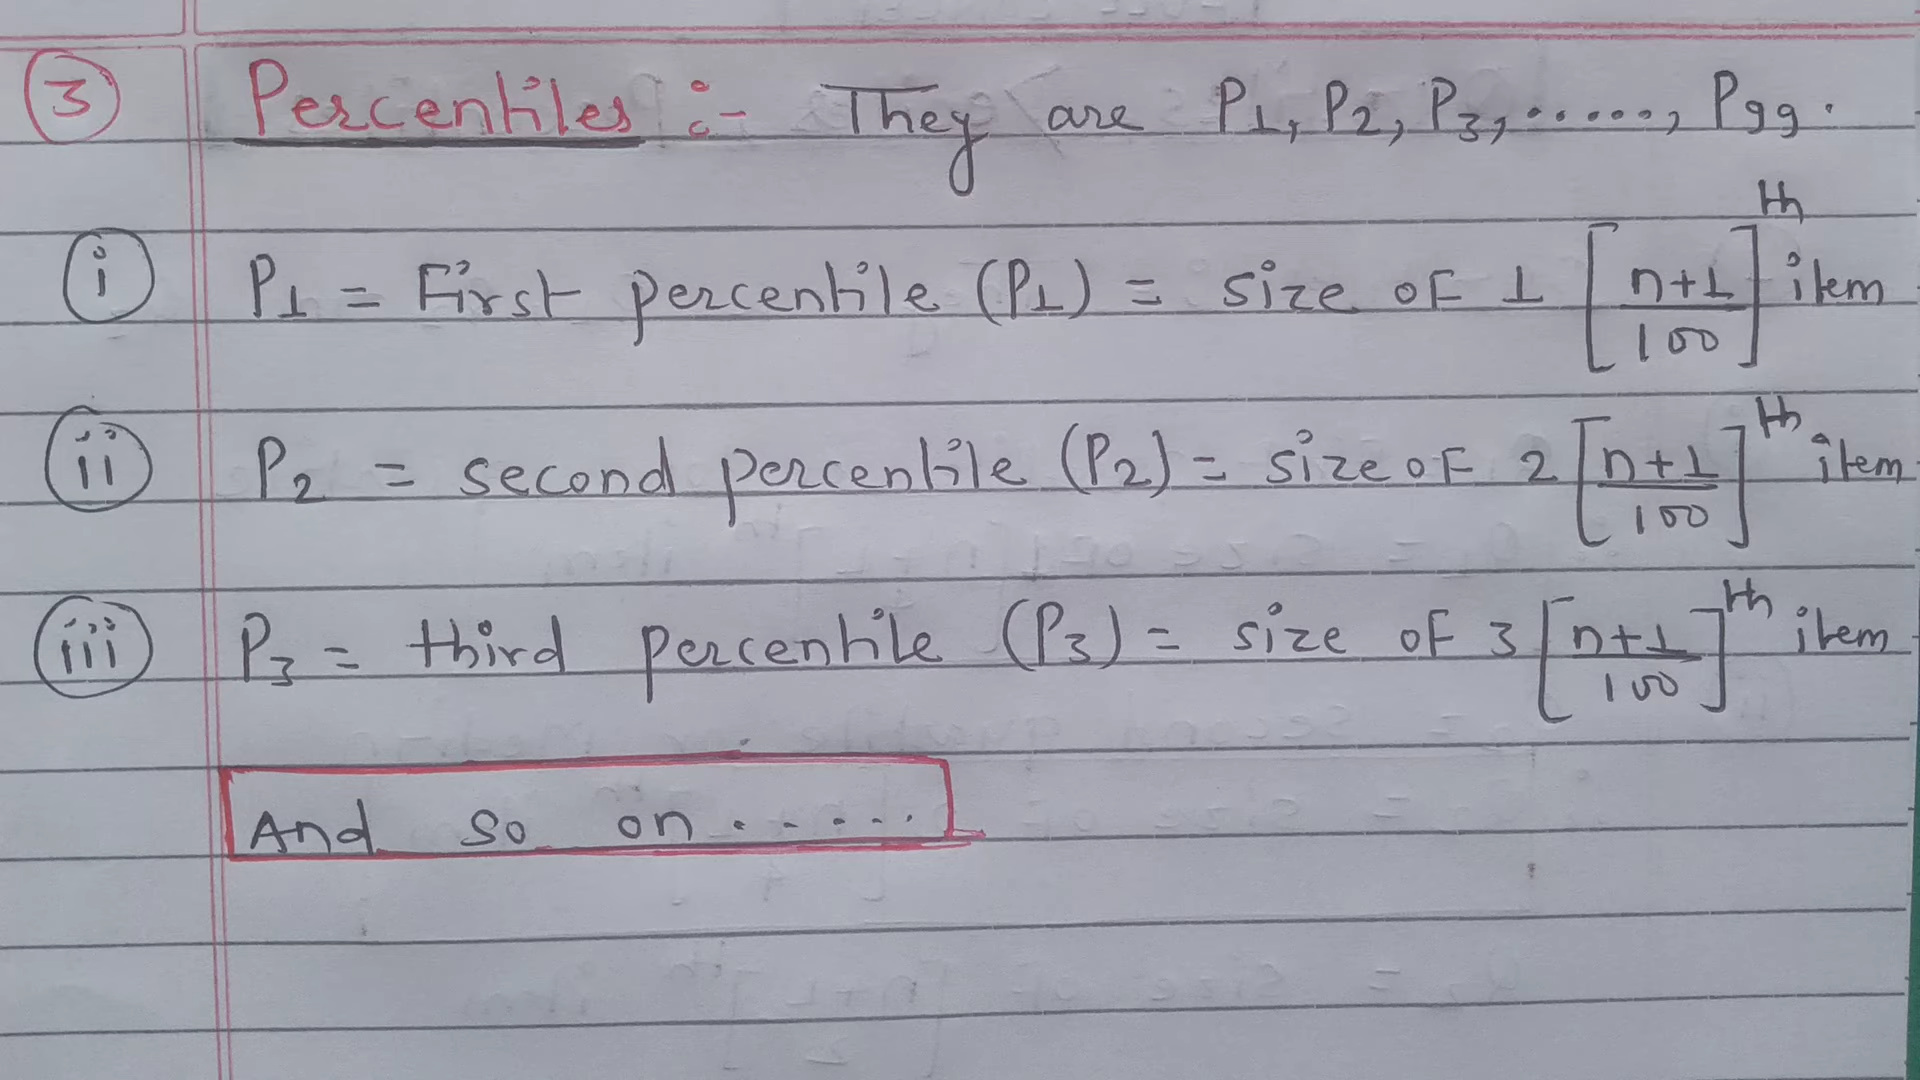 3 Percentiles :- They are P1, P2, P3, ......, P99.
i P1 = First percentile (P1) = size of 1 [n+1/100]th item
ii P2 = second percentile (P2) = size of 2 [n+1/100]th item
iii P3 = third percentile (P3) = size of 3 [n+1/100]th item
And so on.....